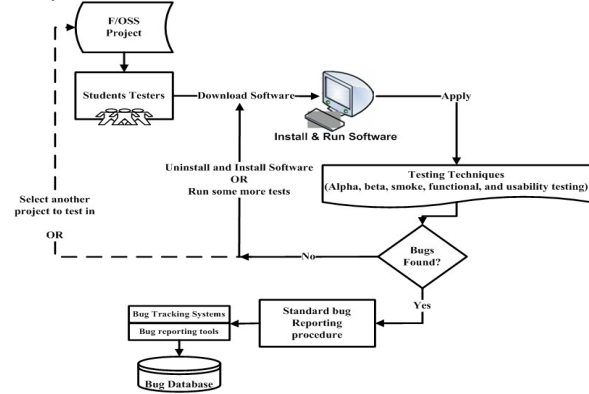 F/OSS
Project
Students Testers
Download Software
Install & Run Software
Apply
Uninstall and Install Software
OR
Run some more tests
Testing Techniques
(Alpha, beta, smoke, functional, and usability testing)
Select another
project to test in
OR
Bugs
Found?
No
Yes
Standard bug
Reporting
procedure
Bug Tracking Systems
Bug reporting tools
Bug Database